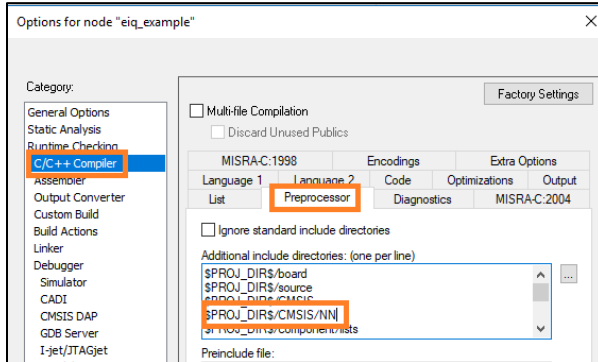 Options for node "eiq_example"
Category:
General Options
Static Analysis
Runtime Checking
C/C++ Compiler
Assembler
Output Converter
Custom Build
Build Actions
Linker
Debugger
Simulator
CADI
CMSIS DAP
GDB Server
I-jet/JTAGjet
Factory Settings
Multi-file Compilation
Discard Unused Publics
MISRA-C:1998 Encodings Extra Options
Language 1 Language 2 Code Optimizations Output
List Preprocessor Diagnostics MISRA-C:2004
Ignore standard include directories
Additional include directories: (one per line)
$PROJ_DIR$/board
$PROJ_DIR$/source
$PROJ_DIR$/CMSIS
$PROJ_DIR$/CMSIS/NN
$PROJ_DIR$/component/lists
...
Preinclude file: